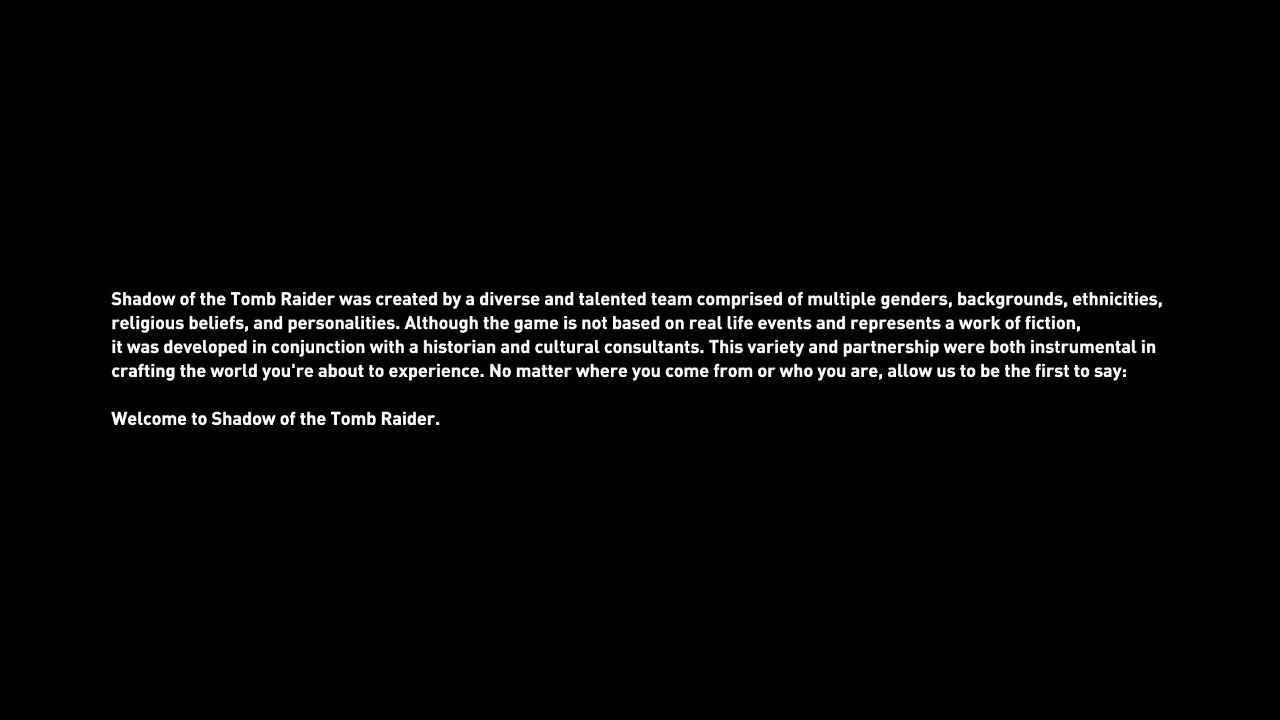 Shadow of the Tomb Raider was created by a diverse and talented team comprised of multiple genders, backgrounds, ethnicities,
religious beliefs, and personalities. Although the game is not based on real life events and represents a work of fiction,
it was developed in conjunction with a historian and cultural consultants. This variety and partnership were both instrumental in
crafting the world you're about to experience. No matter where you come from or who you are, allow us to be the first to say:
Welcome to Shadow of the Tomb Raider.